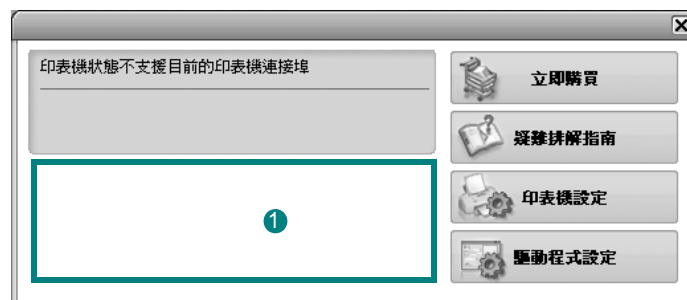 印表機狀態不支援目前的印表機連接埠
立即購買
疑難排解指南
印表機設定
驅動程式設定
1